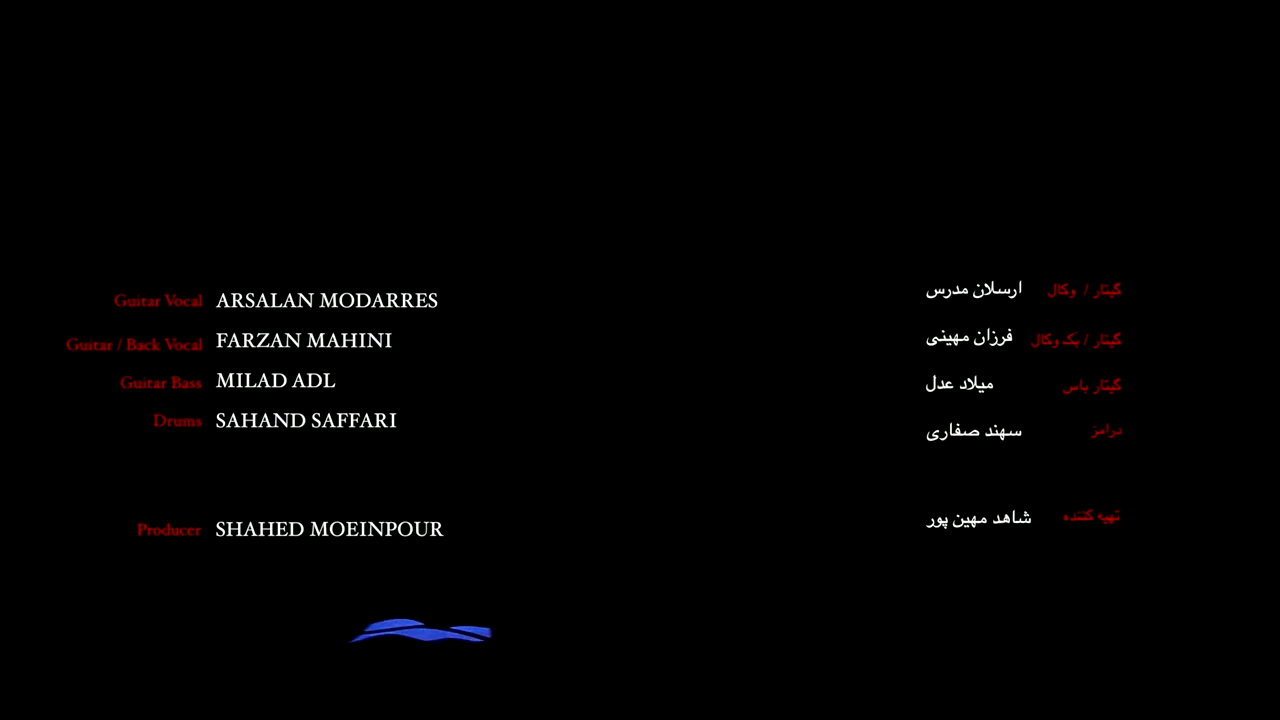 Guitar Vocal ARSALAN MODARRES
Guitar / Back Vocal FARZAN MAHINI
Guitar Bass MILAD ADL
Drums SAHAND SAFFARI
Producer SHAHED MOEINPOUR
گیتار / وکال ارسلان مدرس
گیتار / بک وکال فرزان مهینی
گیتار باس میلاد عدل
درامز سهند صفاری
تهیه کننده شاهد مهین پور